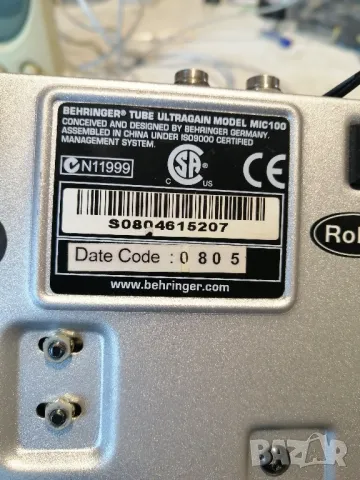 BEHRINGER® TUBE ULTRAGAIN MODEL MIC100
CONCEIVED AND DESIGNED BY BEHRINGER GERMANY.
ASSEMBLED IN CHINA UNDER ISO9000 CERTIFIED
MANAGEMENT SYSTEM.
N11999
C US
CE
S0804615207
Date Code : 0805
www.behringer.com
BAZAR